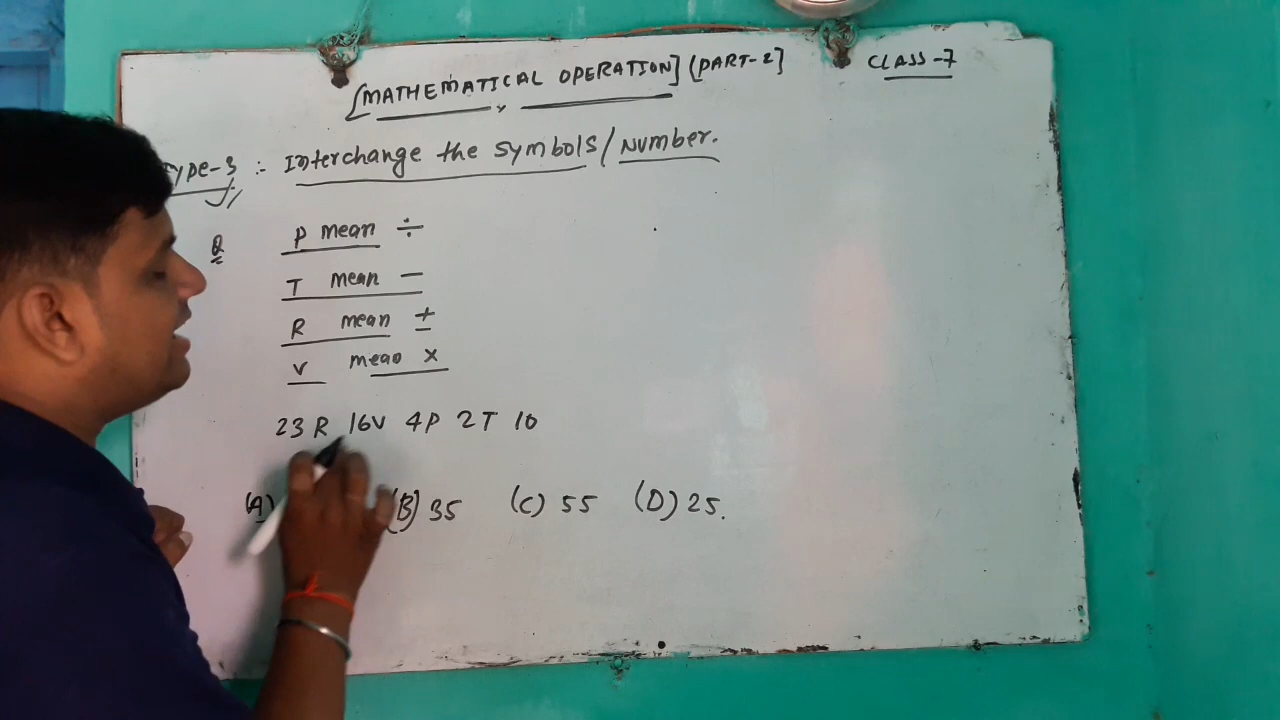 [MATHEMATICAL OPERATION] (PART-2] CLASS-7
TYPE-3 :- Interchange the symbols/Number.
Q P mean ÷
T mean −
R mean +
V mean ×
23 R 16V 4P 2T 10
(A) (B) 35 (C) 55 (D) 25.